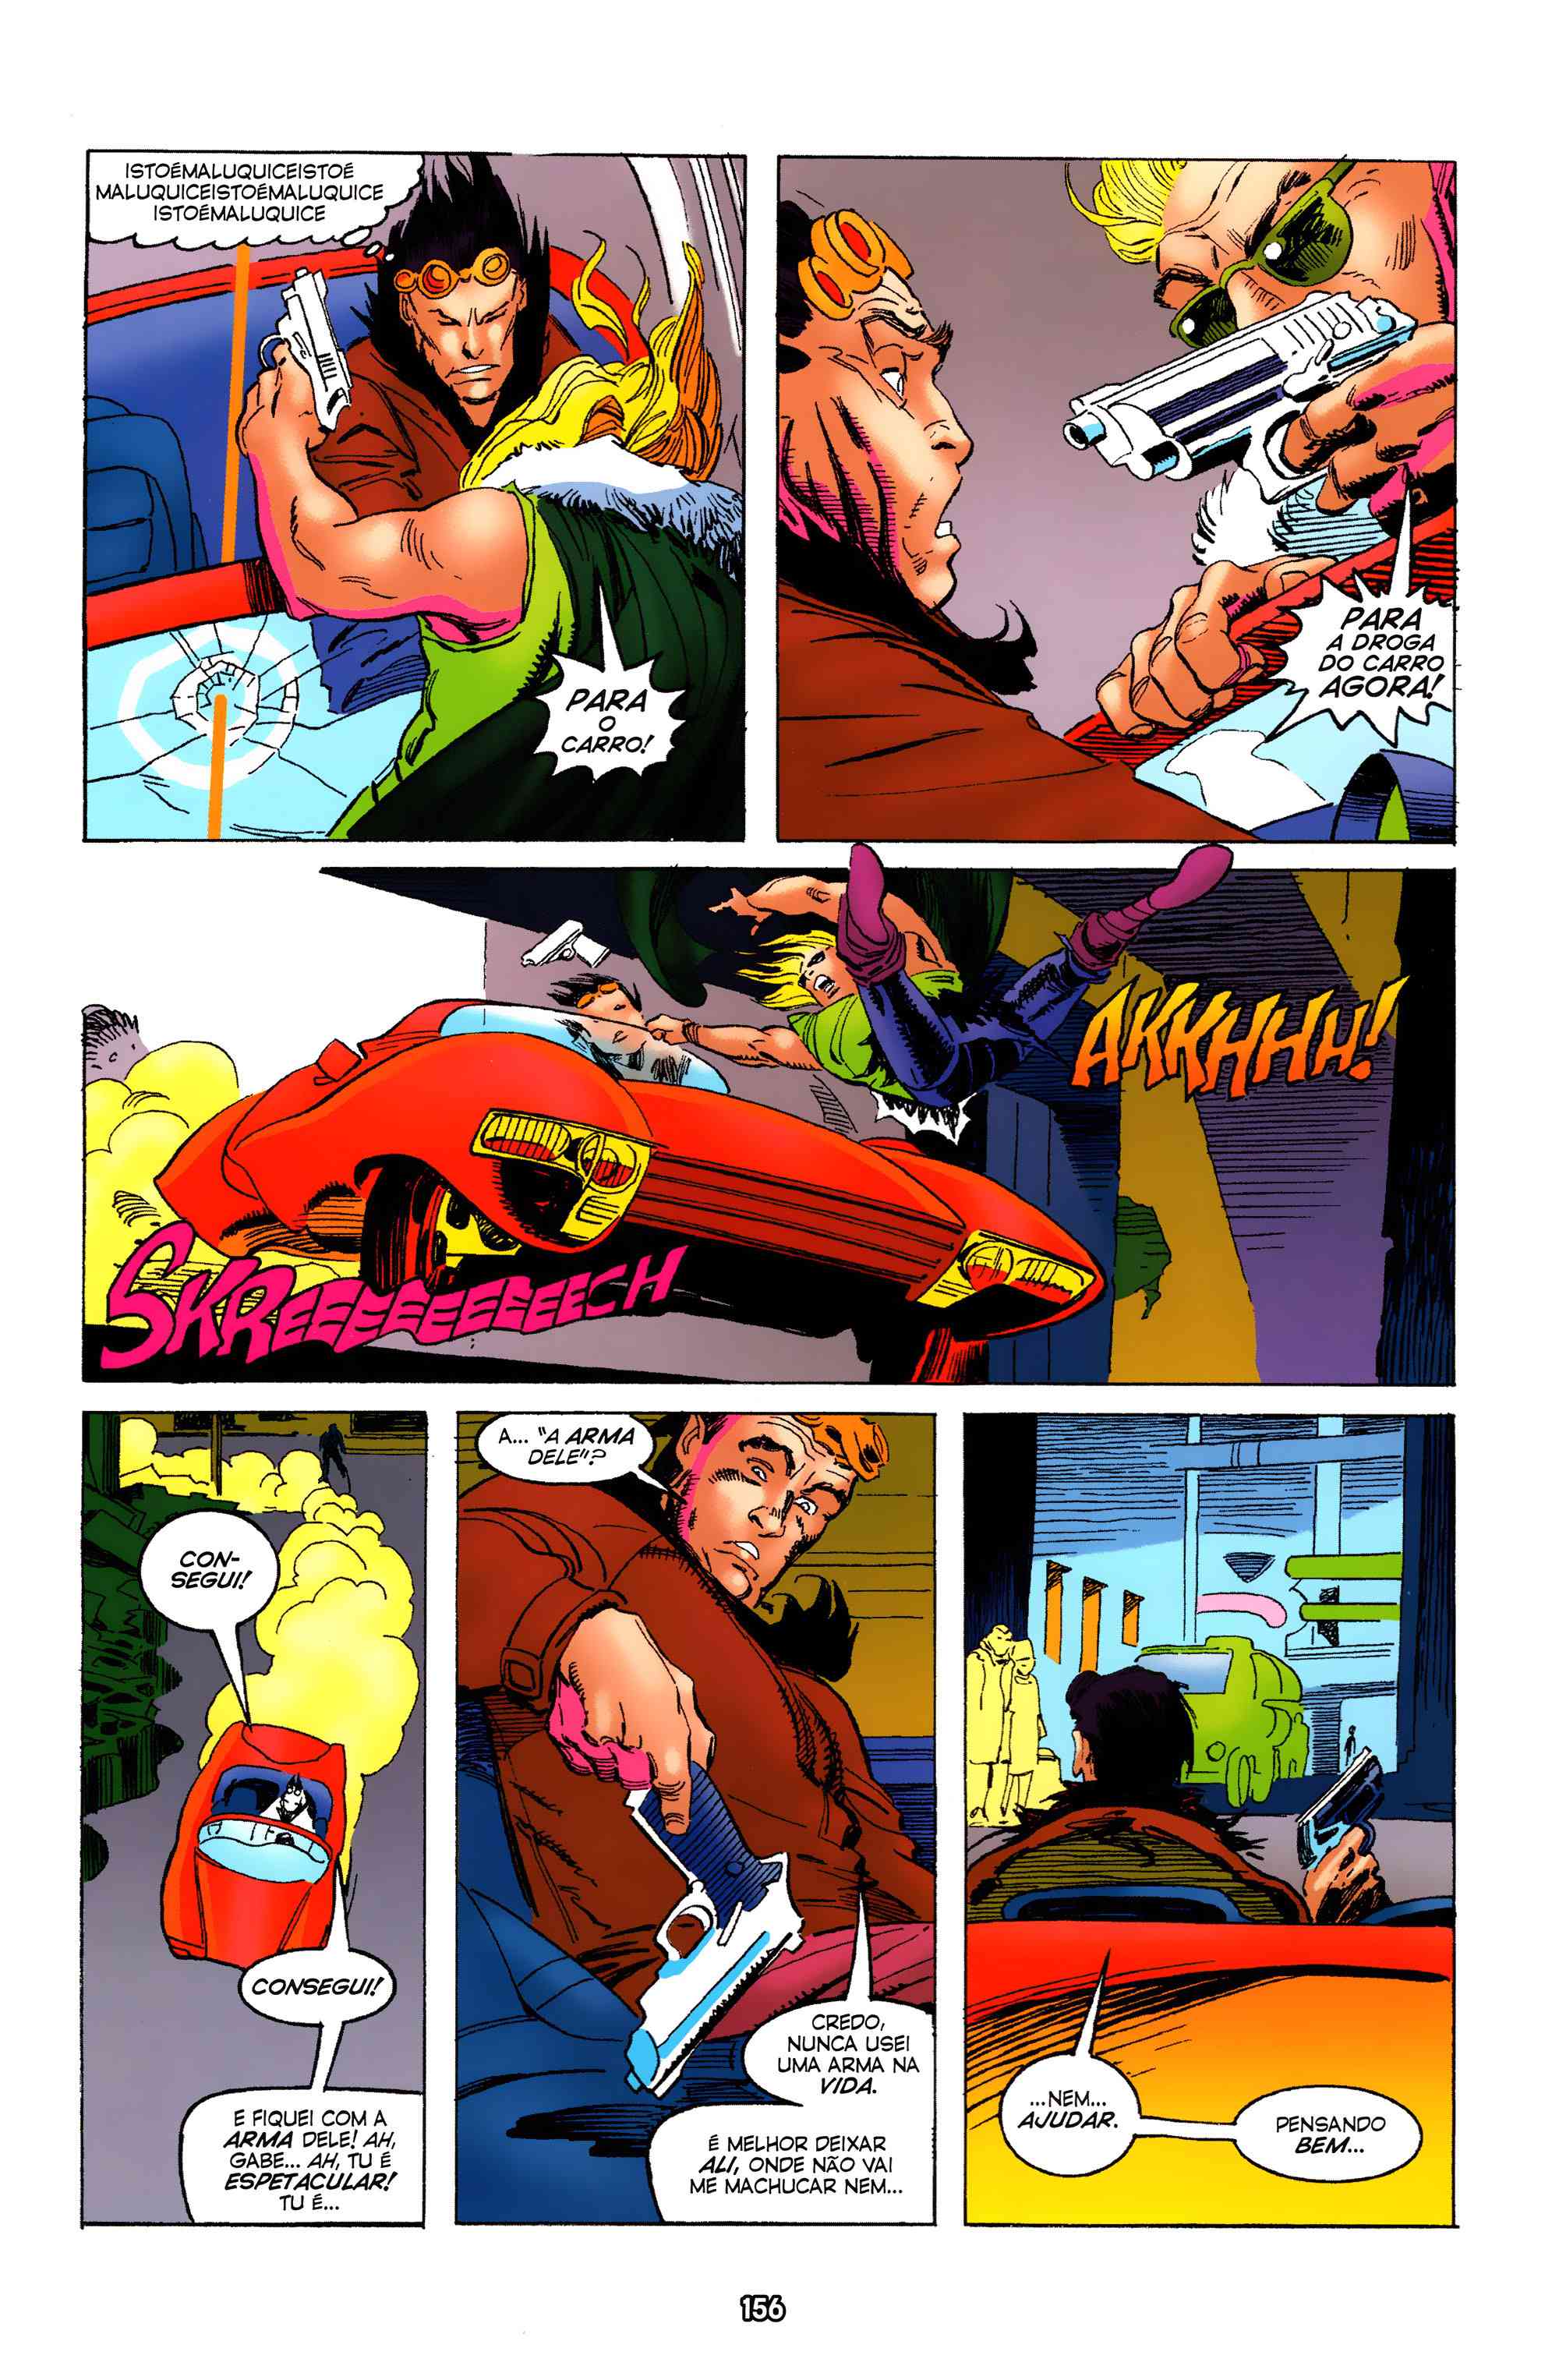 ISTOÉMALUQUICEISTOÉ
MALUQUICEISTOÉMALUQUICE
ISTOÉMALUQUICE
PARA
O
CARRO!
PARA
A DROGA
DO CARRO
AGORA!
AKKHHH!
SKREEEEEEEEEECH
CON-
SEGUI!
CONSEGUI!
E FIQUEI COM A
ARMA DELE! AH,
GABE... AH, TU É
ESPETACULAR!
TU É...
A... "A ARMA
DELE"?
CREDO,
NUNCA USEI
UMA ARMA NA
VIDA.
É MELHOR DEIXAR
ALI, ONDE NÃO VAI
ME MACHUCAR NEM...
...NEM...
AJUDAR.
PENSANDO
BEM...
156